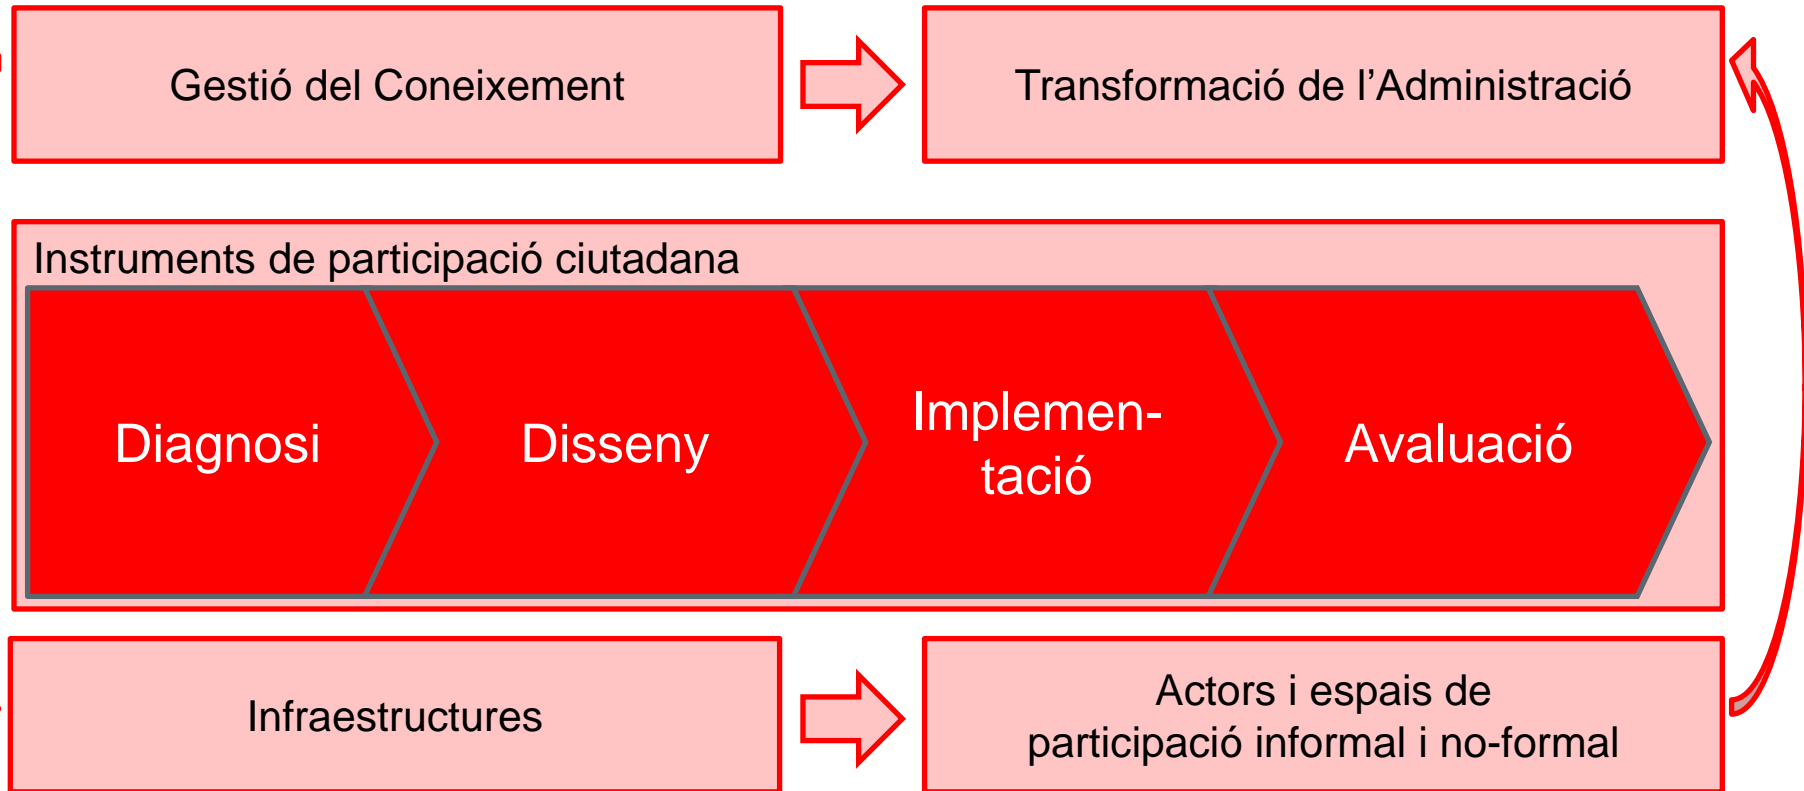 Gestió del Coneixement
Transformació de l’Administració
Instruments de participació ciutadana
Diagnosi
Disseny
Implemen-
tació
Avaluació
Infraestructures
Actors i espais de
participació informal i no-formal